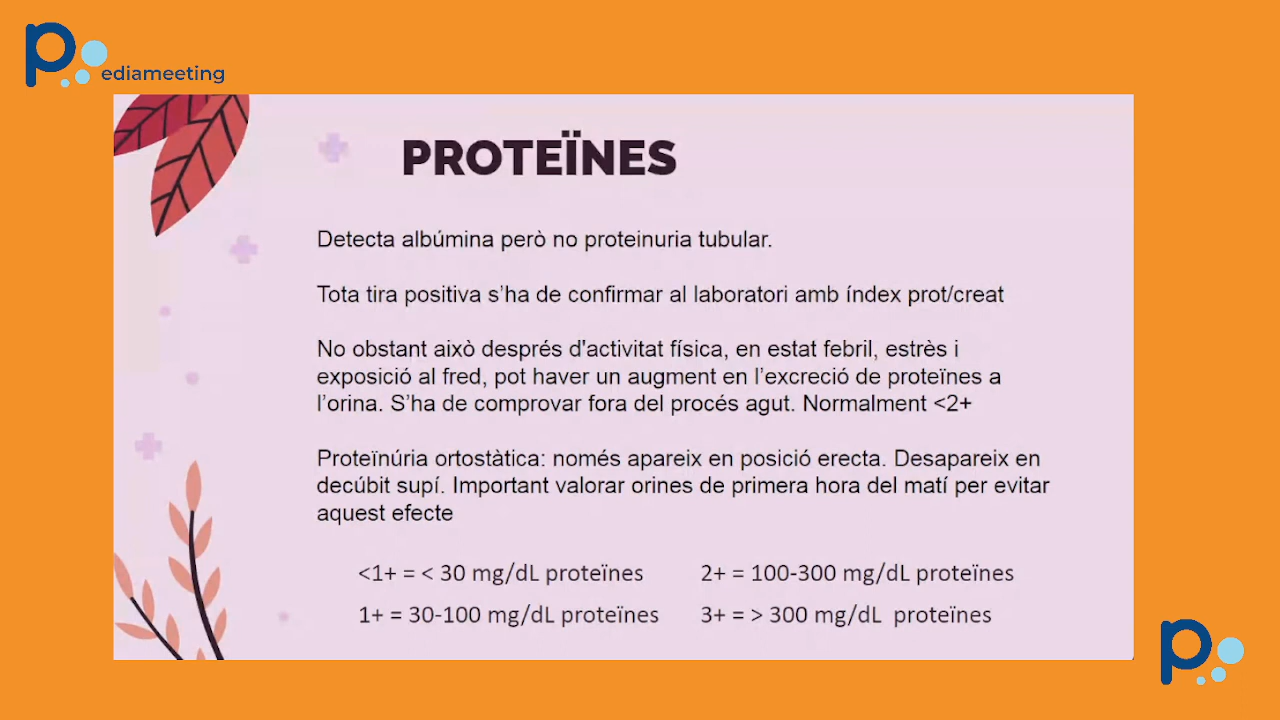 pediameeting
PROTEÏNES
Detecta albúmina però no proteinuria tubular.
Tota tira positiva s'ha de confirmar al laboratori amb índex prot/creat
No obstant això després d'activitat física, en estat febril, estrès i
exposició al fred, pot haver un augment en l'excreció de proteïnes a
l'orina. S'ha de comprovar fora del procés agut. Normalment <2+
Proteïnúria ortostàtica: només apareix en posició erecta. Desapareix en
decúbit supí. Important valorar orines de primera hora del matí per evitar
aquest efecte
<1+ = < 30 mg/dL proteïnes 2+ = 100-300 mg/dL proteïnes
1+ = 30-100 mg/dL proteïnes 3+ = > 300 mg/dL proteïnes
p